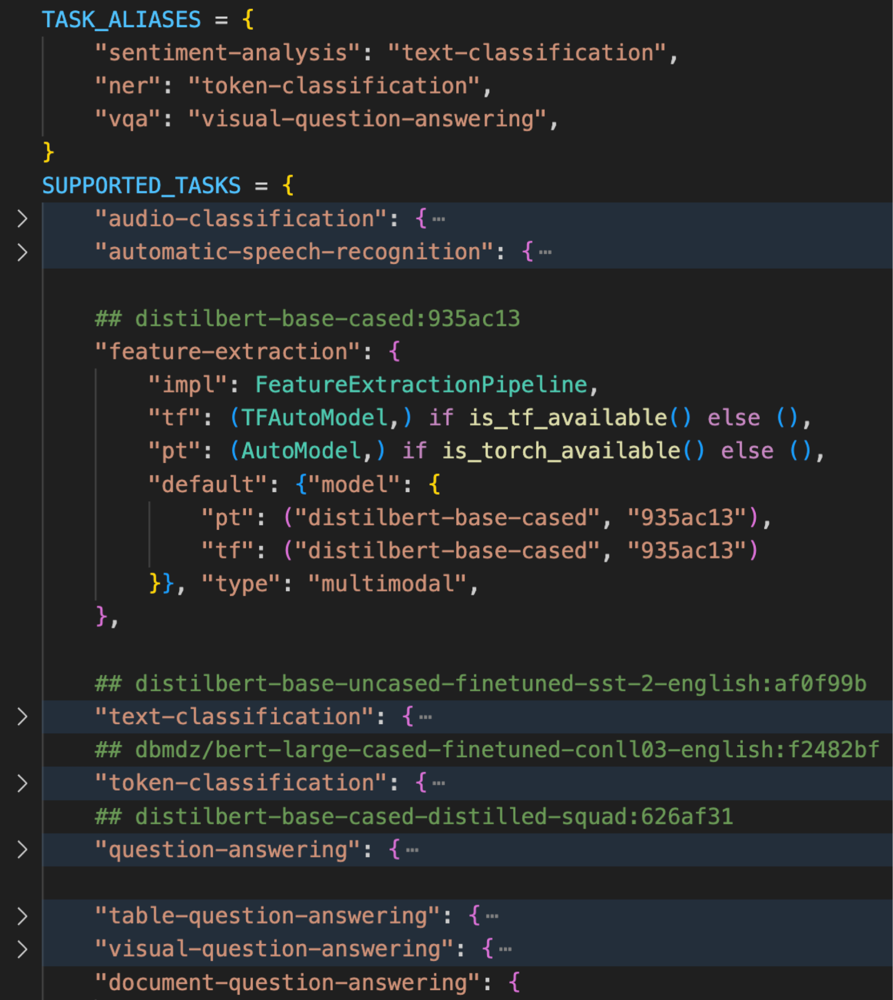 TASK_ALIASES = {
    "sentiment-analysis": "text-classification",
    "ner": "token-classification",
    "vqa": "visual-question-answering",
}
SUPPORTED_TASKS = {
    "audio-classification": {…
    "automatic-speech-recognition": {…
    ## distilbert-base-cased:935ac13
    "feature-extraction": {
        "impl": FeatureExtractionPipeline,
        "tf": (TFAutoModel,) if is_tf_available() else (),
        "pt": (AutoModel,) if is_torch_available() else (),
        "default": {"model": {
            "pt": ("distilbert-base-cased", "935ac13"),
            "tf": ("distilbert-base-cased", "935ac13")
        }}, "type": "multimodal",
    },
    ## distilbert-base-uncased-finetuned-sst-2-english:af0f99b
    "text-classification": {…
    ## dbmdz/bert-large-cased-finetuned-conll03-english:f2482bf
    "token-classification": {…
    ## distilbert-base-cased-distilled-squad:626af31
    "question-answering": {…
    "table-question-answering": {…
    "visual-question-answering": {…
    "document-question-answering": {